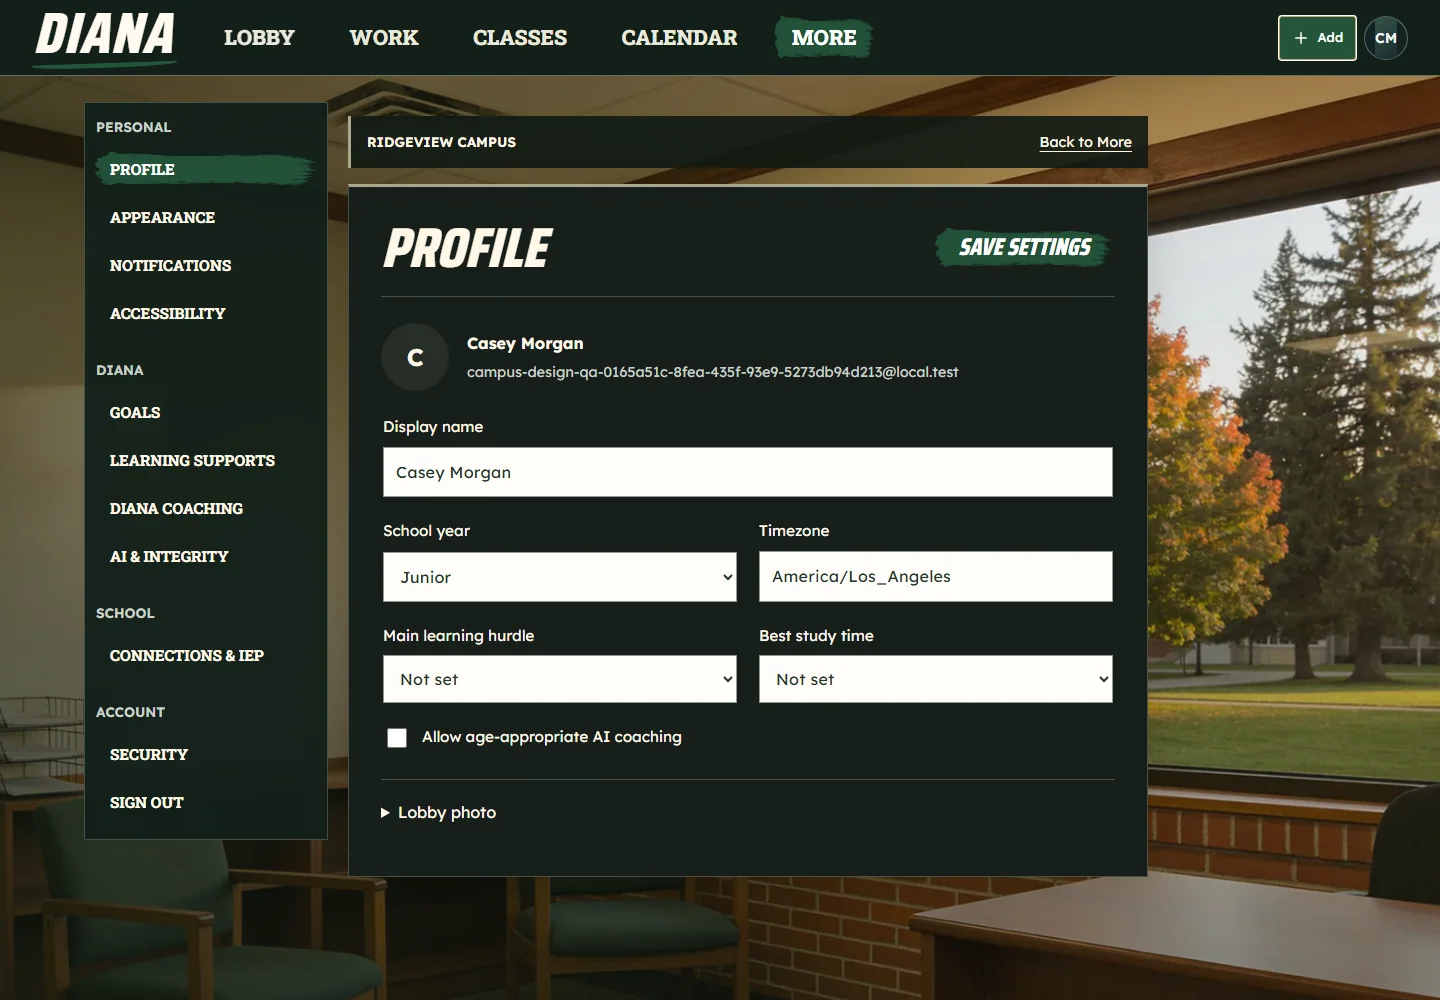 DIANA
LOBBY
WORK
CLASSES
CALENDAR
MORE
+ Add
CM
PERSONAL
PROFILE
APPEARANCE
NOTIFICATIONS
ACCESSIBILITY
DIANA
GOALS
LEARNING SUPPORTS
DIANA COACHING
AI & INTEGRITY
SCHOOL
CONNECTIONS & IEP
ACCOUNT
SECURITY
SIGN OUT
RIDGEVIEW CAMPUS
Back to More
PROFILE
SAVE SETTINGS
C
Casey Morgan
campus-design-qa-0165a51c-8fea-435f-93e9-5273db94d213@local.test
Display name
Casey Morgan
School year
Timezone
Junior
America/Los_Angeles
Main learning hurdle
Best study time
Not set
Not set
Allow age-appropriate AI coaching
Lobby photo